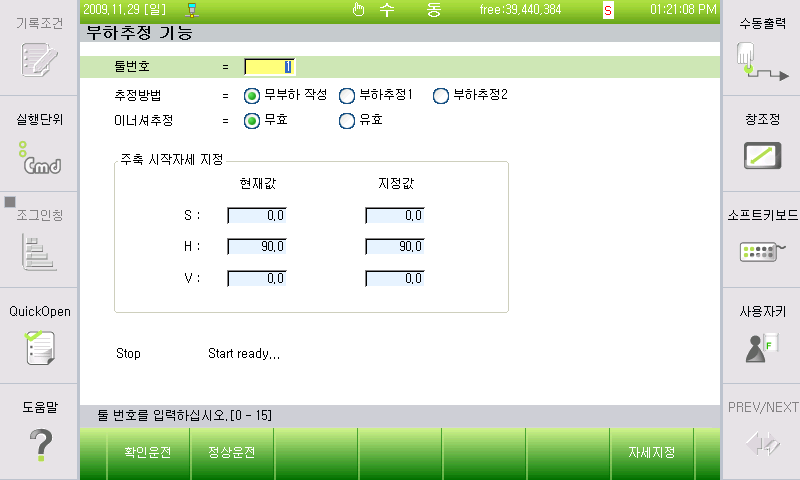 2009.11.29 [일] 수 동 free:39,440,384 S 01:21:08 PM
부하추정 기능
기록조건
실행단위
Cmd
조그인칭
QuickOpen
도움말
?
툴번호 = 1
추정방법 = 무부하 작성 부하추정1 부하추정2
이너셔추정 = 무효 유효
주축 시작자세 지정
현재값 지정값
S : 0.0 0.0
H : 90.0 90.0
V : 0.0 0.0
Stop Start ready...
툴 번호를 입력하십시오.[0 - 15]
확인운전 정상운전 자세지정
수동출력
창조정
소프트키보드
사용자키
F
PREV/NEXT